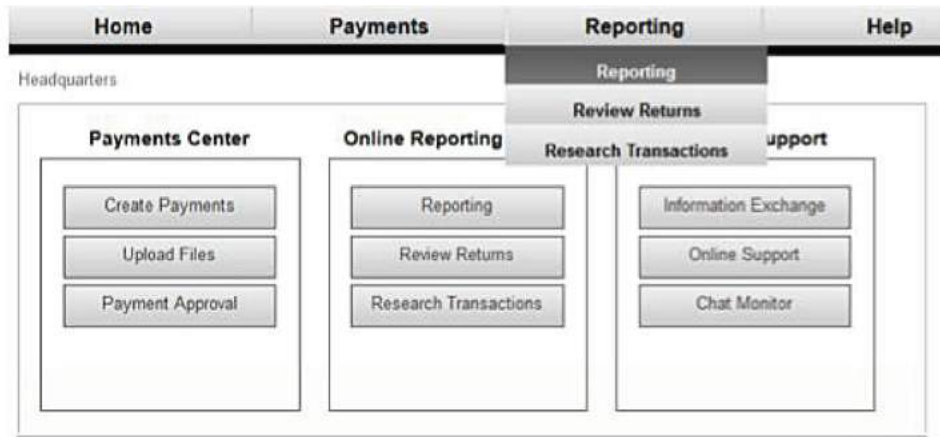 Home Payments Reporting Help
Reporting
Headquarters
Review Returns
Research Transactions
Payments Center Online Reporting upport
Create Payments Reporting Information Exchange
Upload Files Review Returns Online Support
Payment Approval Research Transactions Chat Monitor